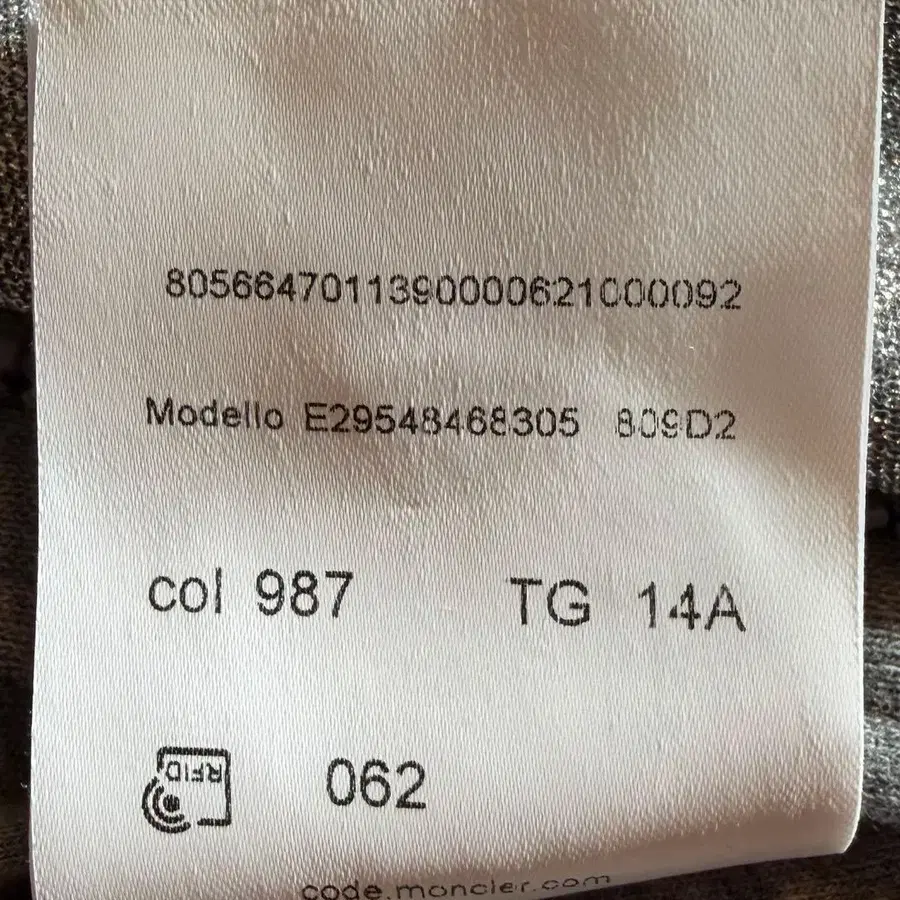 8056647011390000621000092
Modello E29548468305 809D2
col 987 TG 14A
RFID 062
code.moncler.com